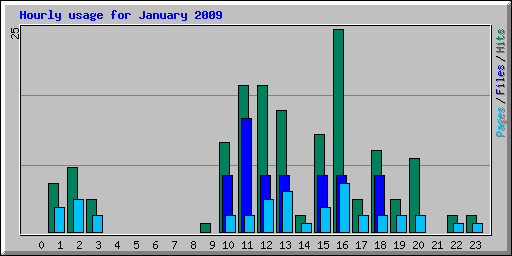 Hourly usage for January 2009
25
Pages/Files/Hits
0 1 2 3 4 5 6 7 8 9 10 11 12 13 14 15 16 17 18 19 20 21 22 23